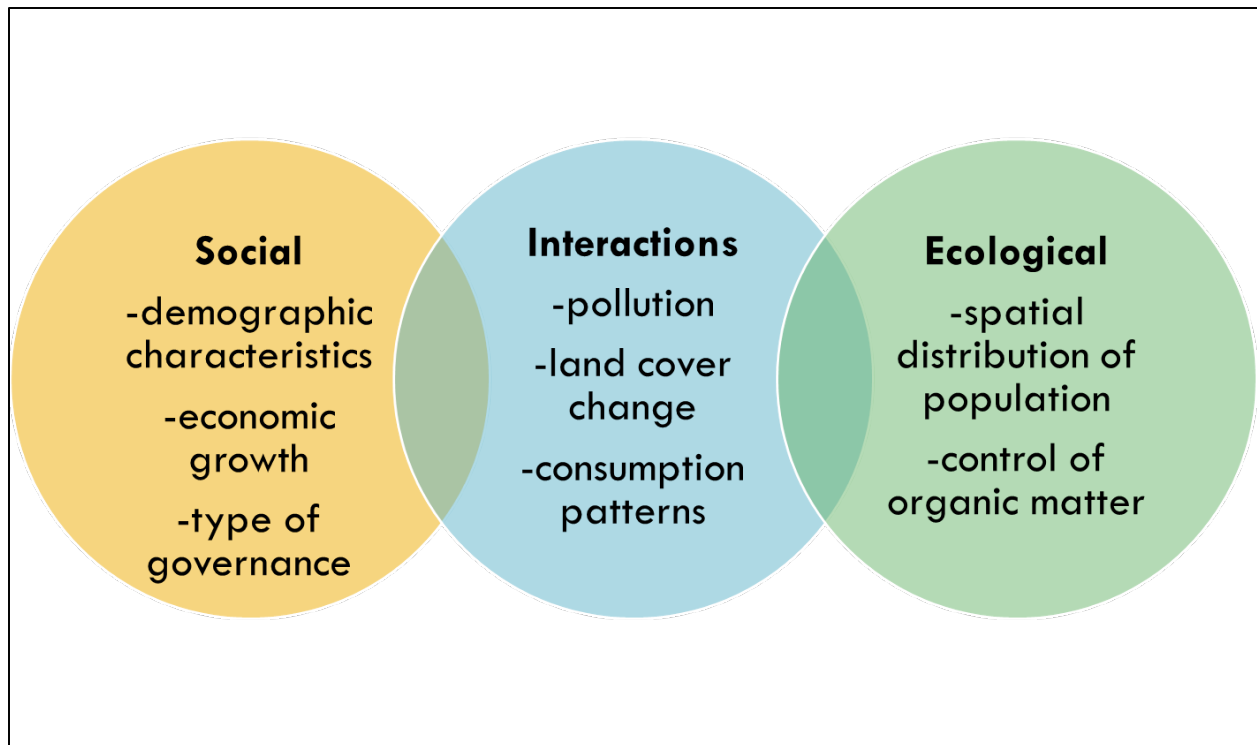 Social
-demographic
characteristics
-economic
growth
-type of
governance
Interactions
-pollution
-land cover
change
-consumption
patterns
Ecological
-spatial
distribution of
population
-control of
organic matter